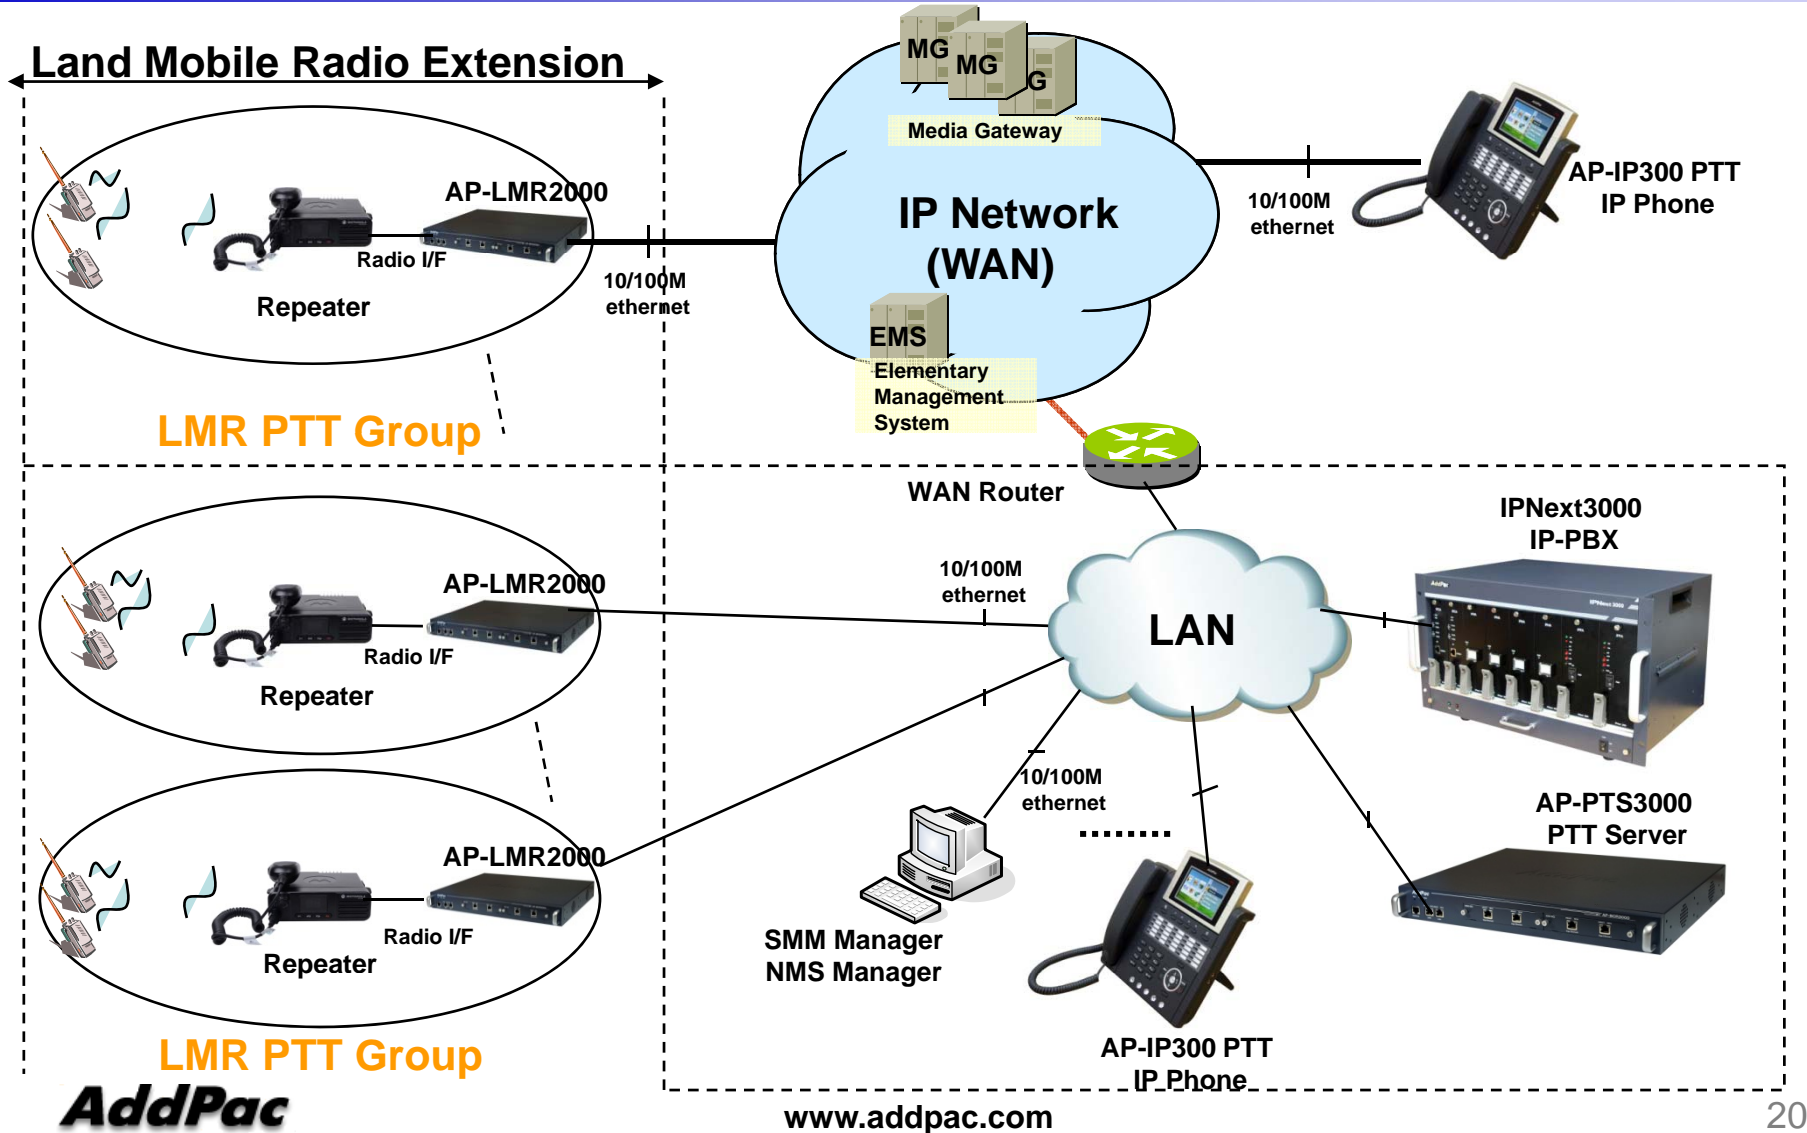 Land Mobile Radio Extension
MG
MG
G
Media Gateway
AP-LMR2000
Radio I/F
Repeater
10/100M
ethernet
IP Network
(WAN)
10/100M
ethernet
AP-IP300 PTT
IP Phone
EMS
Elementary
Management
System
LMR PTT Group
WAN Router
IPNext3000
IP-PBX
AP-LMR2000
Radio I/F
Repeater
10/100M
ethernet
LAN
AddPac
IPNext 3000
10/100M
ethernet
AP-PTS3000
PTT Server
AP-LMR2000
Radio I/F
Repeater
SMM Manager
NMS Manager
AP-IP300 PTT
IP Phone
LMR PTT Group
AddPac
www.addpac.com
20